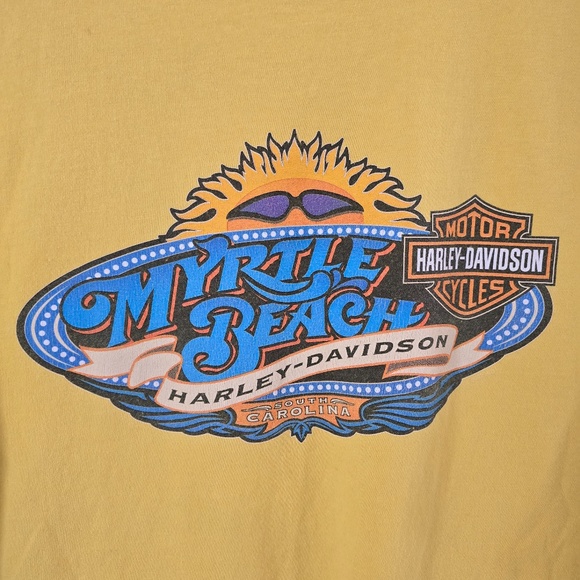 MYRTLE
BEACH
HARLEY-DAVIDSON
SOUTH
CAROLINA
MOTOR
HARLEY-DAVIDSON
CYCLES